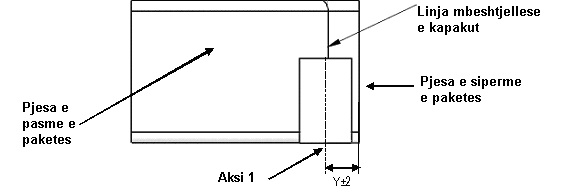 Linja mbeshtjellese
e kapakut
Pjesa e siperme
e paketes
Pjesa e
pasme e
paketes
Aksi 1
Y±2